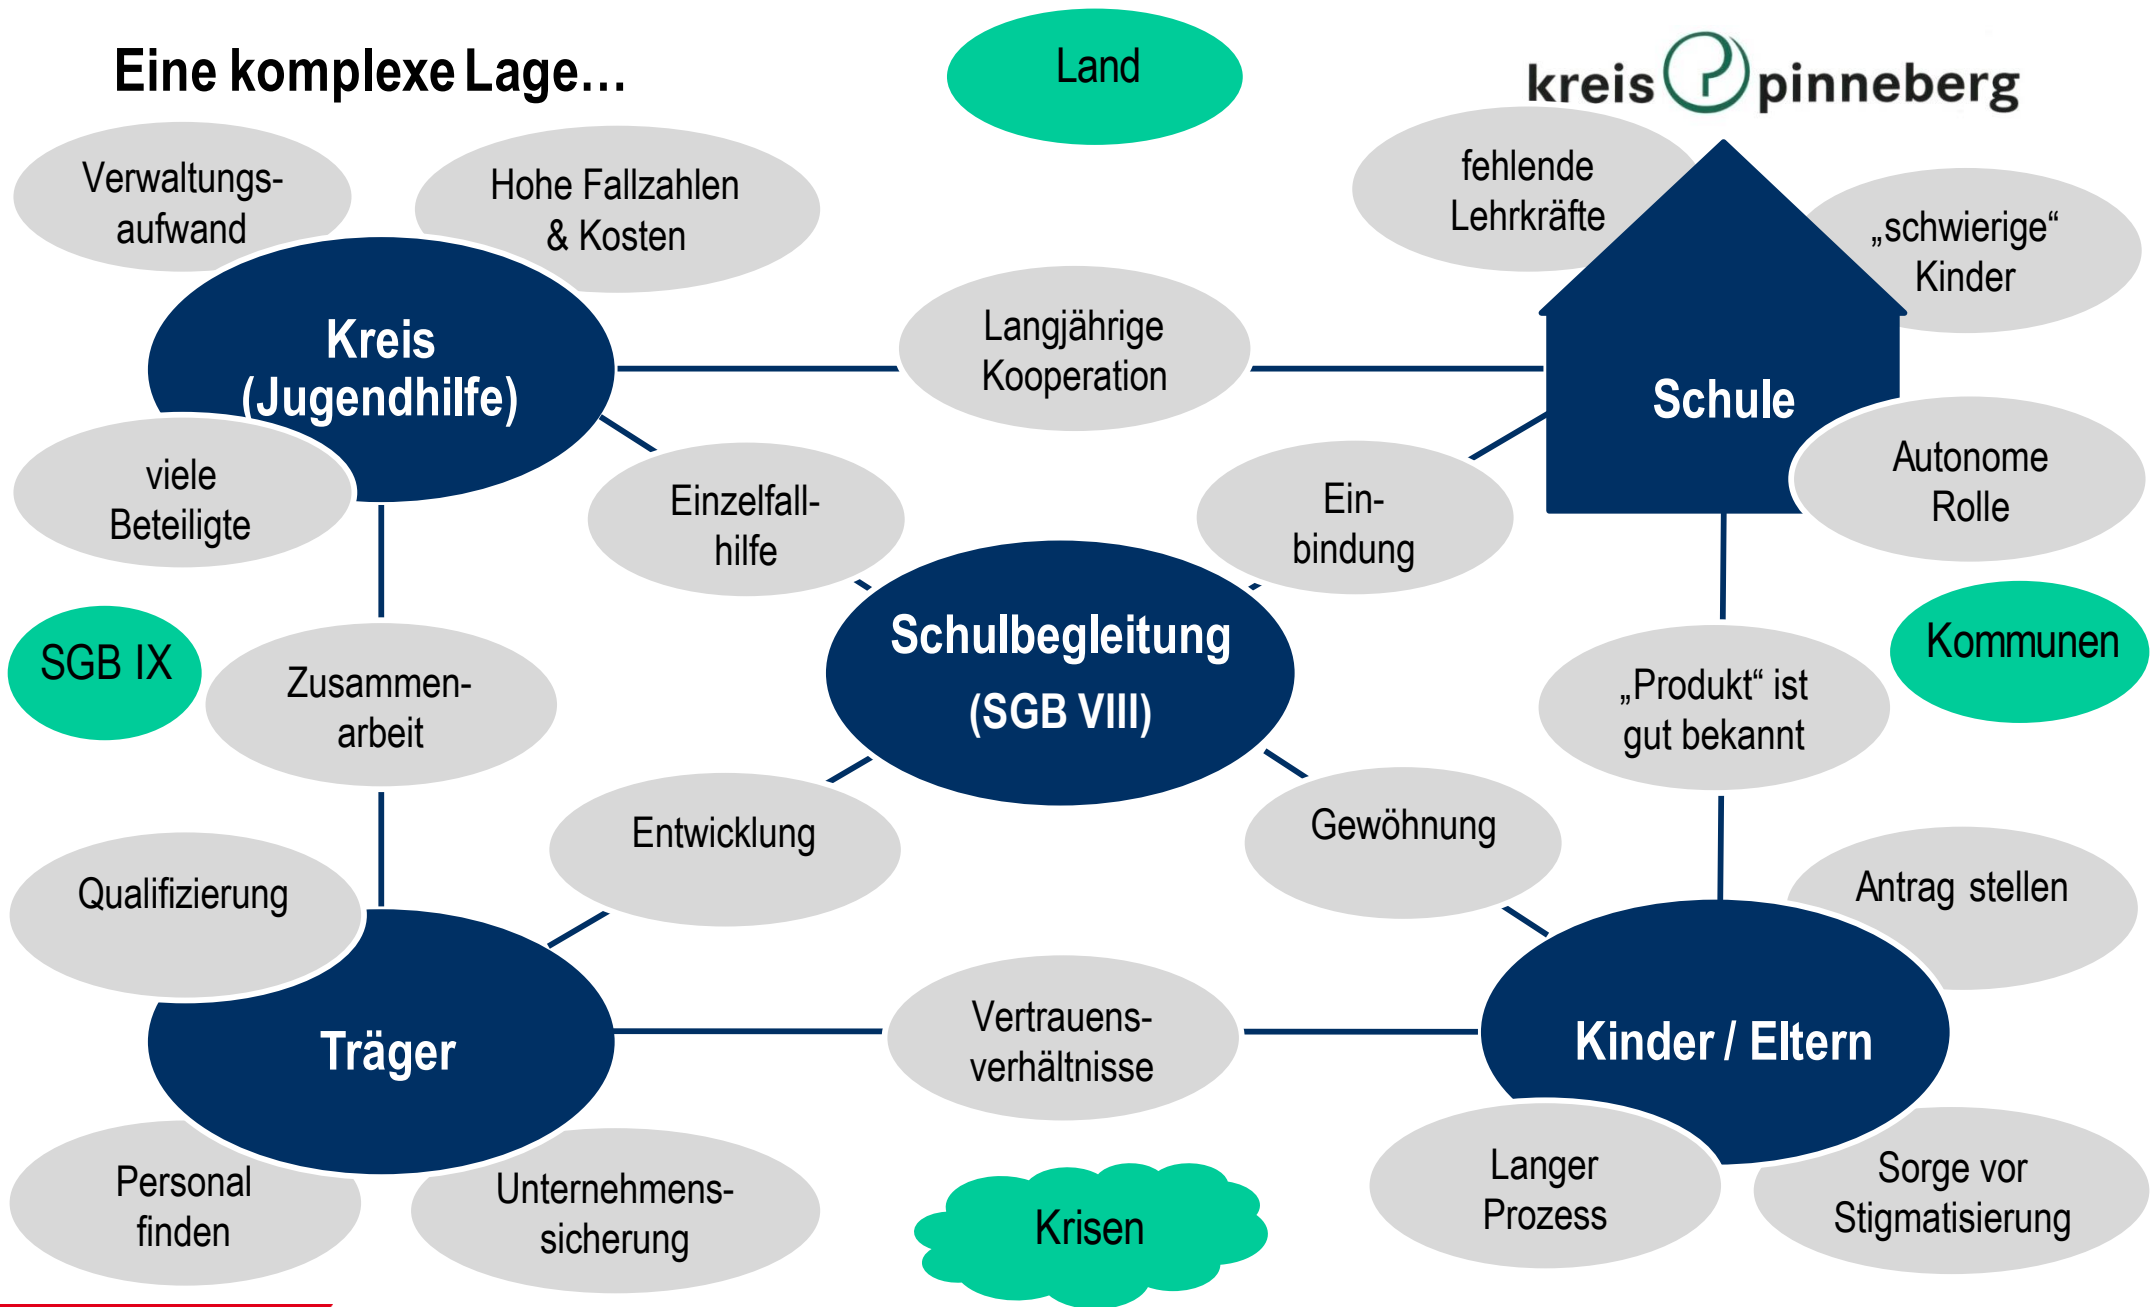 Eine komplexe Lage...
Land
kreis pinneberg
Verwaltungs-
aufwand
Hohe Fallzahlen
& Kosten
fehlende
Lehrkräfte
„schwierige“
Kinder
Kreis
(Jugendhilfe)
Langjährige
Kooperation
Schule
viele
Beteiligte
Einzelfall-
hilfe
Ein-
bindung
Autonome
Rolle
SGB IX
Zusammen-
arbeit
Schulbegleitung
(SGB VIII)
„Produkt“ ist
gut bekannt
Kommunen
Entwicklung
Gewöhnung
Qualifizierung
Antrag stellen
Träger
Vertrauens-
verhältnisse
Kinder / Eltern
Personal
finden
Unternehmens-
sicherung
Krisen
Langer
Prozess
Sorge vor
Stigmatisierung